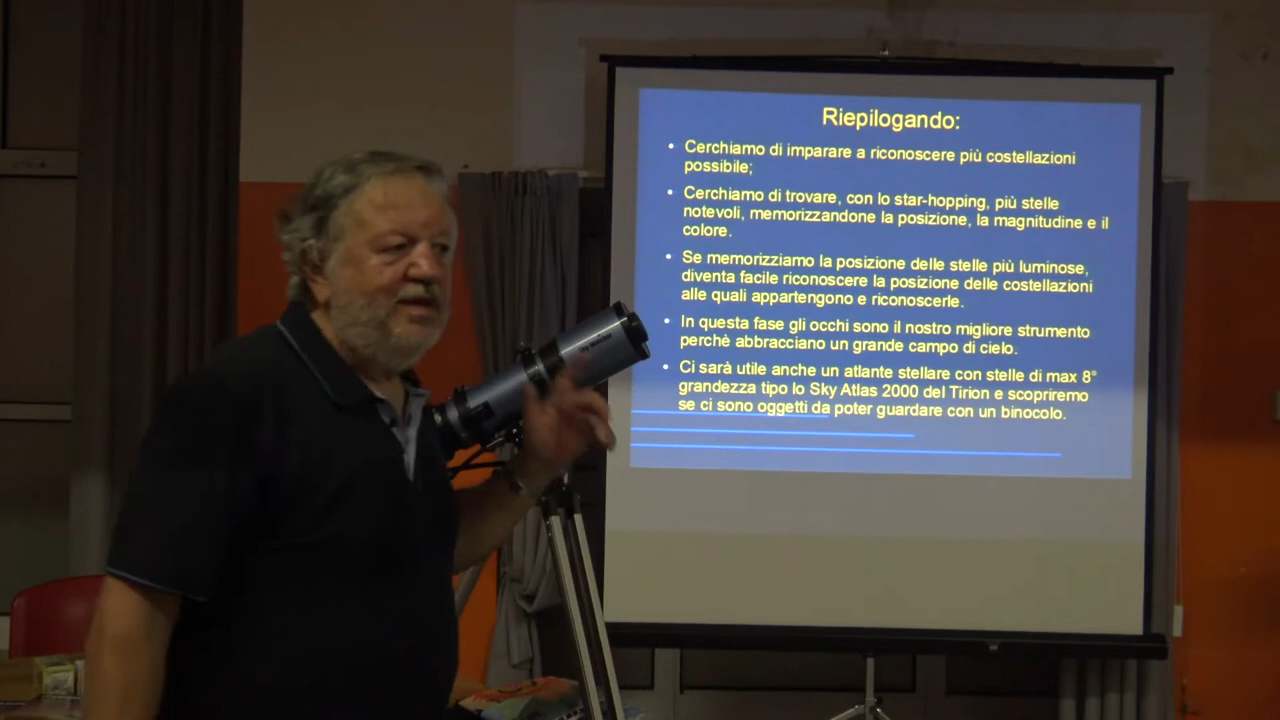 Riepilogando:
• Cerchiamo di imparare a riconoscere più costellazioni
possibile;
• Cerchiamo di trovare, con lo star-hopping, più stelle
notevoli, memorizzandone la posizione, la magnitudine e il
colore.
• Se memorizziamo la posizione delle stelle più luminose,
diventa facile riconoscere la posizione delle costellazioni
alle quali appartengono e riconoscerle.
• In questa fase gli occhi sono il nostro migliore strumento
perchè abbracciano un grande campo di cielo.
• Ci sarà utile anche un atlante stellare con stelle di max 8°
grandezza tipo lo Sky Atlas 2000 del Tirion e scopriremo
se ci sono oggetti da poter guardare con un binocolo.